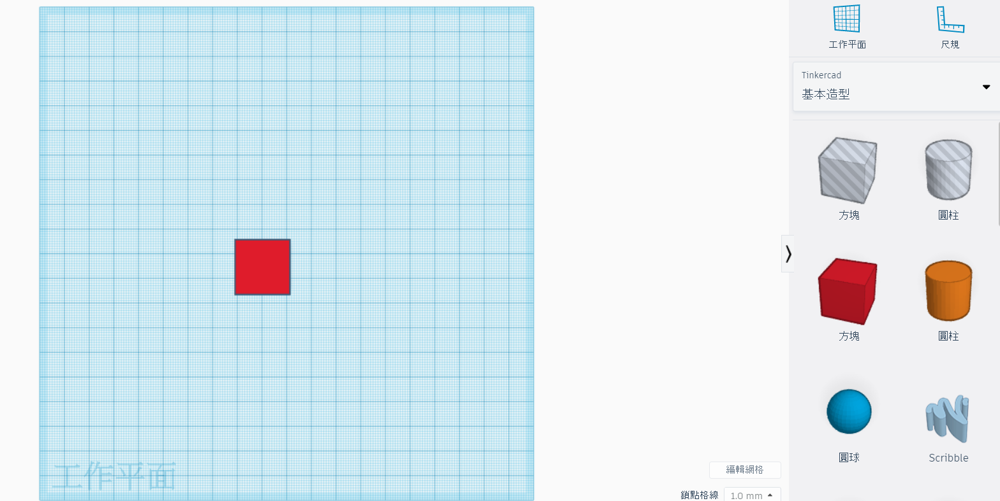 工作平面
尺規
Tinkercad
基本造型
方塊
圓柱
方塊
圓柱
圓球
Scribble
工作平面
編輯網格
鎖點格線
1.0 mm